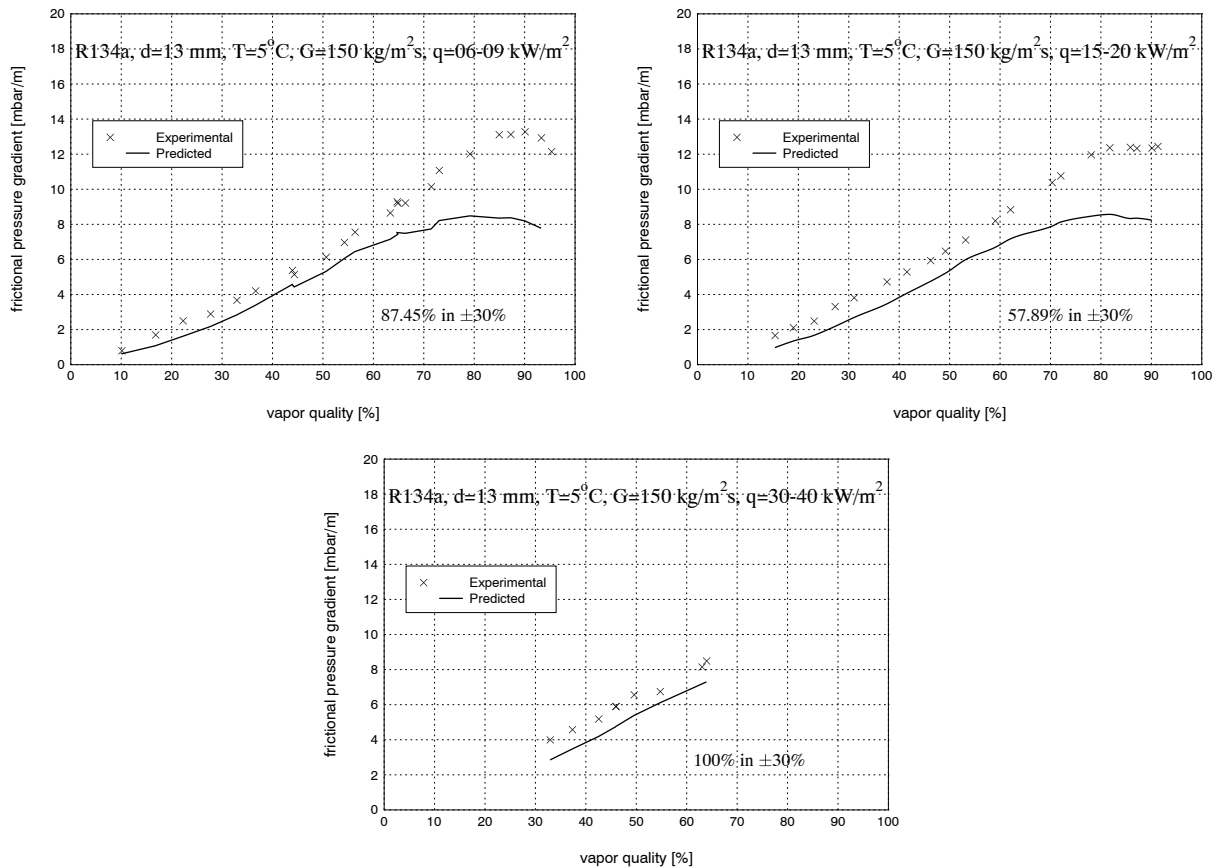 R134a, d=13 mm, T=5°C, G=150 kg/m²s, q=06-09 kW/m²
frictional pressure gradient [mbar/m]
20
18
16
14
12
10
8
6
4
2
0
Experimental
Predicted
87.45% in ±30%
0 10 20 30 40 50 60 70 80 90 100
vapor quality [%]
R134a, d=13 mm, T=5°C, G=150 kg/m²s, q=15-20 kW/m²
frictional pressure gradient [mbar/m]
20
18
16
14
12
10
8
6
4
2
0
Experimental
Predicted
57.89% in ±30%
0 10 20 30 40 50 60 70 80 90 100
vapor quality [%]
R134a, d=13 mm, T=5°C, G=150 kg/m²s, q=30-40 kW/m²
frictional pressure gradient [mbar/m]
20
18
16
14
12
10
8
6
4
2
0
Experimental
Predicted
100% in ±30%
0 10 20 30 40 50 60 70 80 90 100
vapor quality [%]